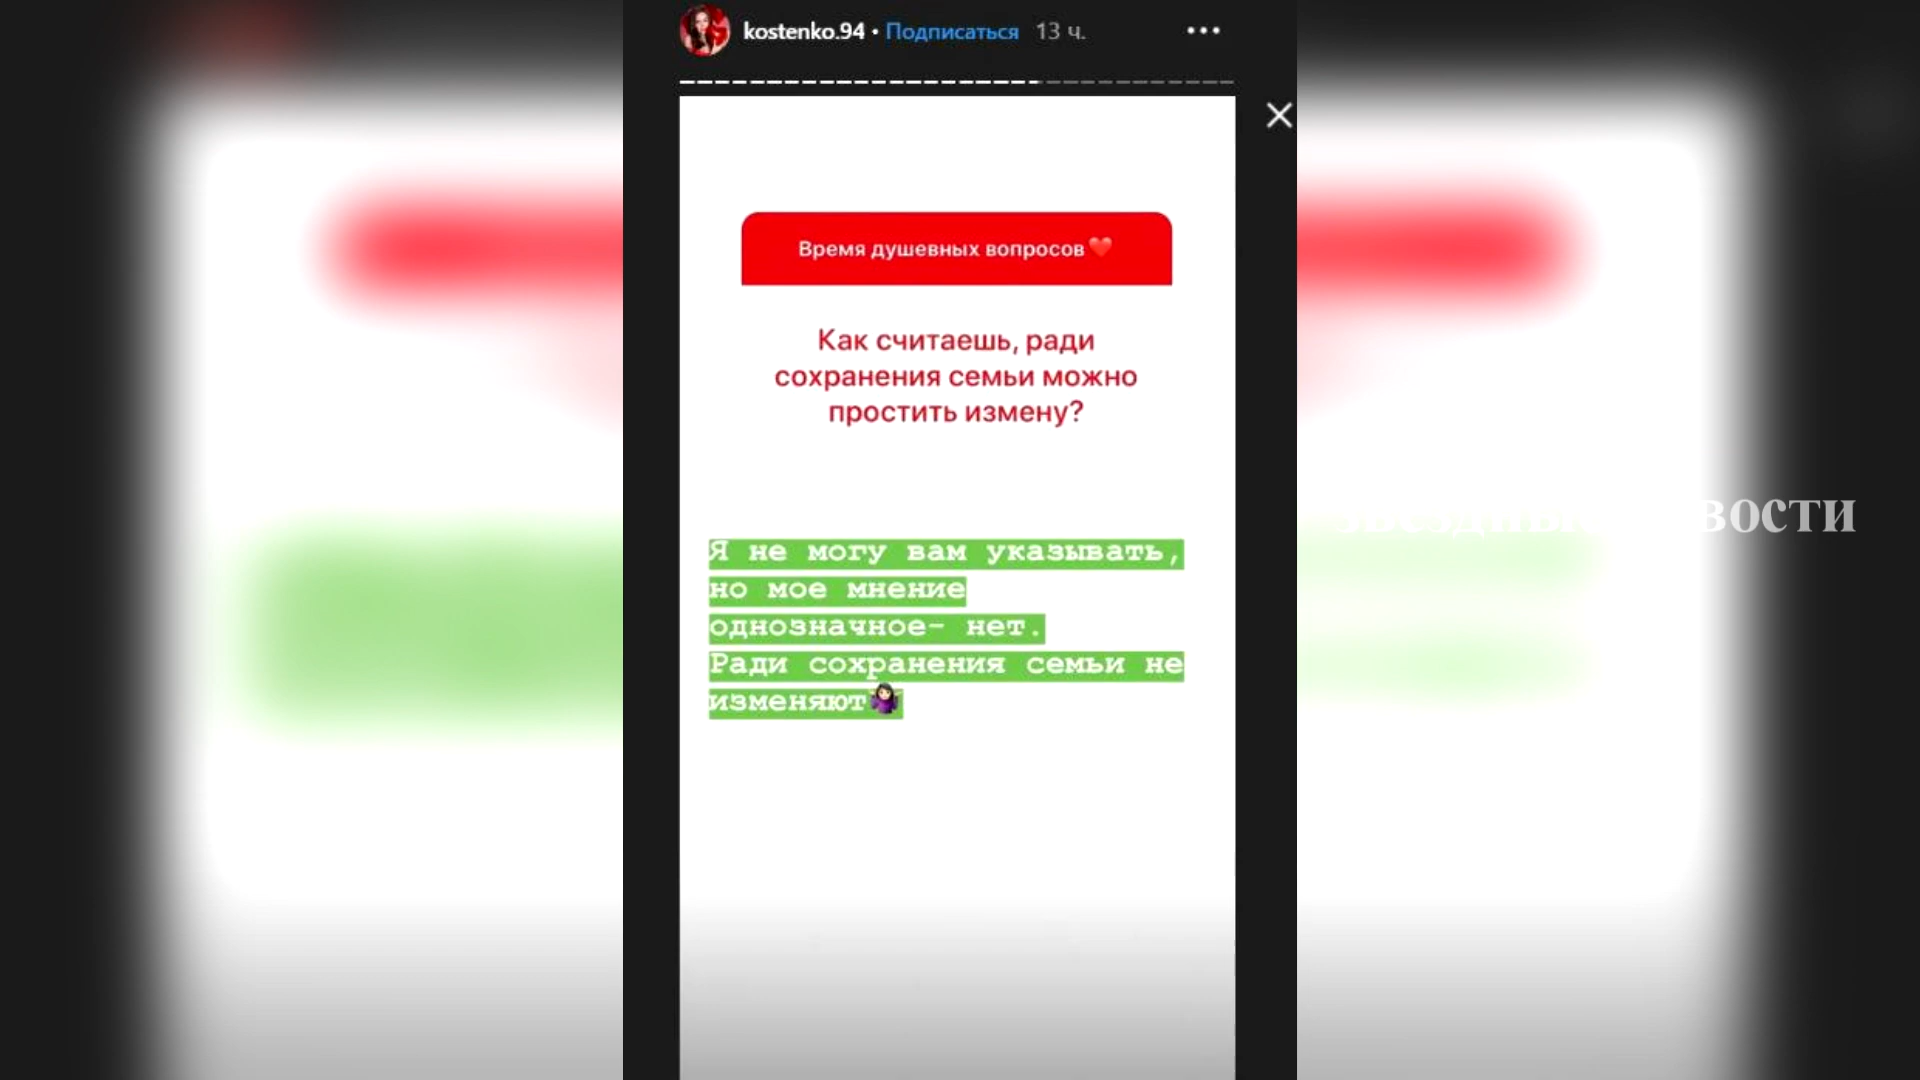 kostenko.94 • Подписаться 13 ч.
Время душевных вопросов❤️
Как считаешь, ради
сохранения семьи можно
простить измену?
Я не могу вам указывать,
но мое мнение
однозначное- нет.
Ради сохранения семьи не
изменяют🤷🏻‍♀️